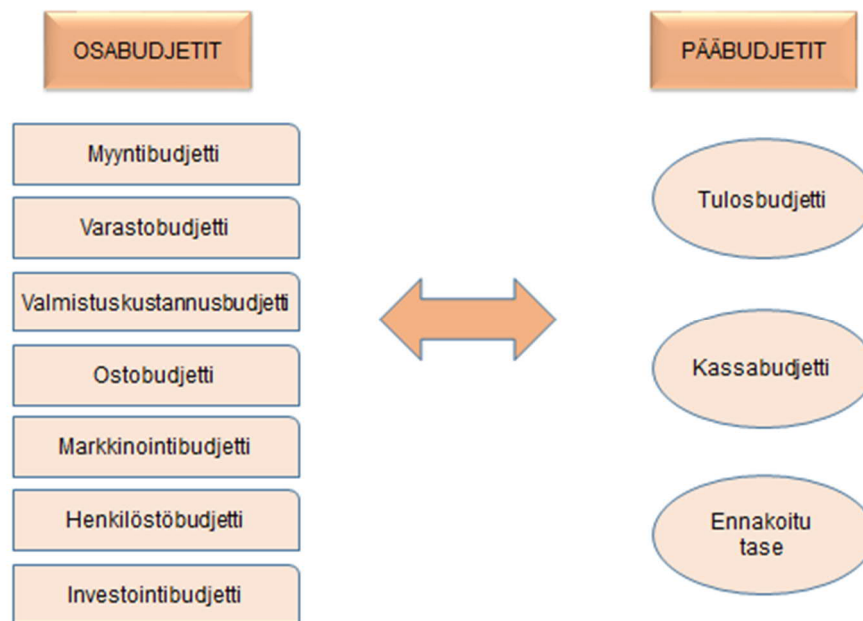 OSABUDJETIT
Myyntibudjetti
Varastobudjetti
Valmistuskustannusbudjetti
Ostobudjetti
Markkinointibudjetti
Henkilöstöbudjetti
Investointibudjetti
PÄÄBUDJETIT
Tulosbudjetti
Kassabudjetti
Ennakoitu
tase